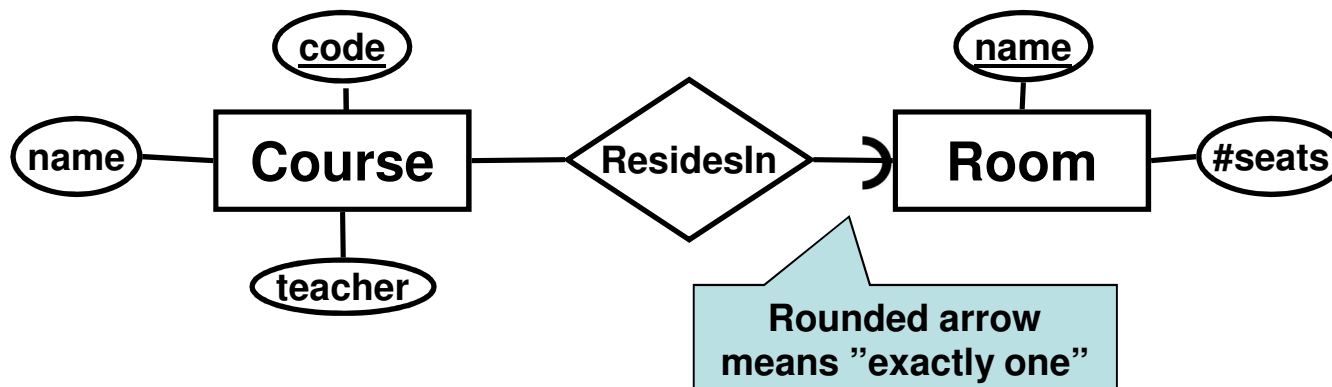 code
name
name
Course
ResidesIn
Room
#seats
teacher
Rounded arrow
means ”exactly one”